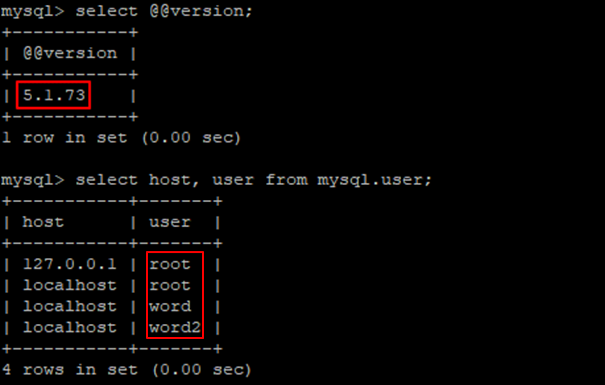 mysql> select @@version;
+-----------+
| @@version |
+-----------+
| 5.1.73    |
+-----------+
1 row in set (0.00 sec)
mysql> select host, user from mysql.user;
+-----------+-------+
| host      | user  |
+-----------+-------+
| 127.0.0.1 | root  |
| localhost | root  |
| localhost | word  |
| localhost | word2 |
+-----------+-------+
4 rows in set (0.00 sec)